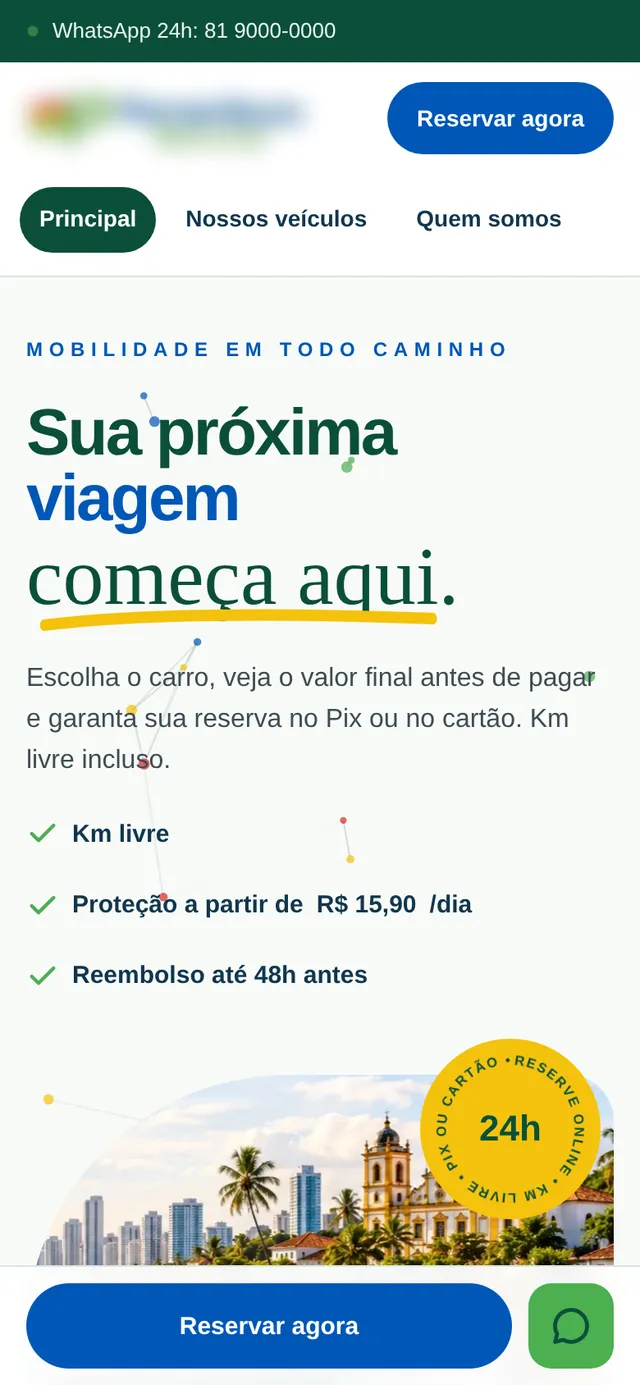 WhatsApp 24h: 81 9000-0000
Reservar agora
Principal
Nossos veículos
Quem somos
MOBILIDADE EM TODO CAMINHO
Sua próxima
viagem
começa aqui.
Escolha o carro, veja o valor final antes de pagar
e garanta sua reserva no Pix ou no cartão. Km
livre incluso.
Km livre
Proteção a partir de R$ 15,90 /dia
Reembolso até 48h antes
RESERVE ONLINE • KM LIVRE • PIX OU CARTÃO •
24h
Reservar agora